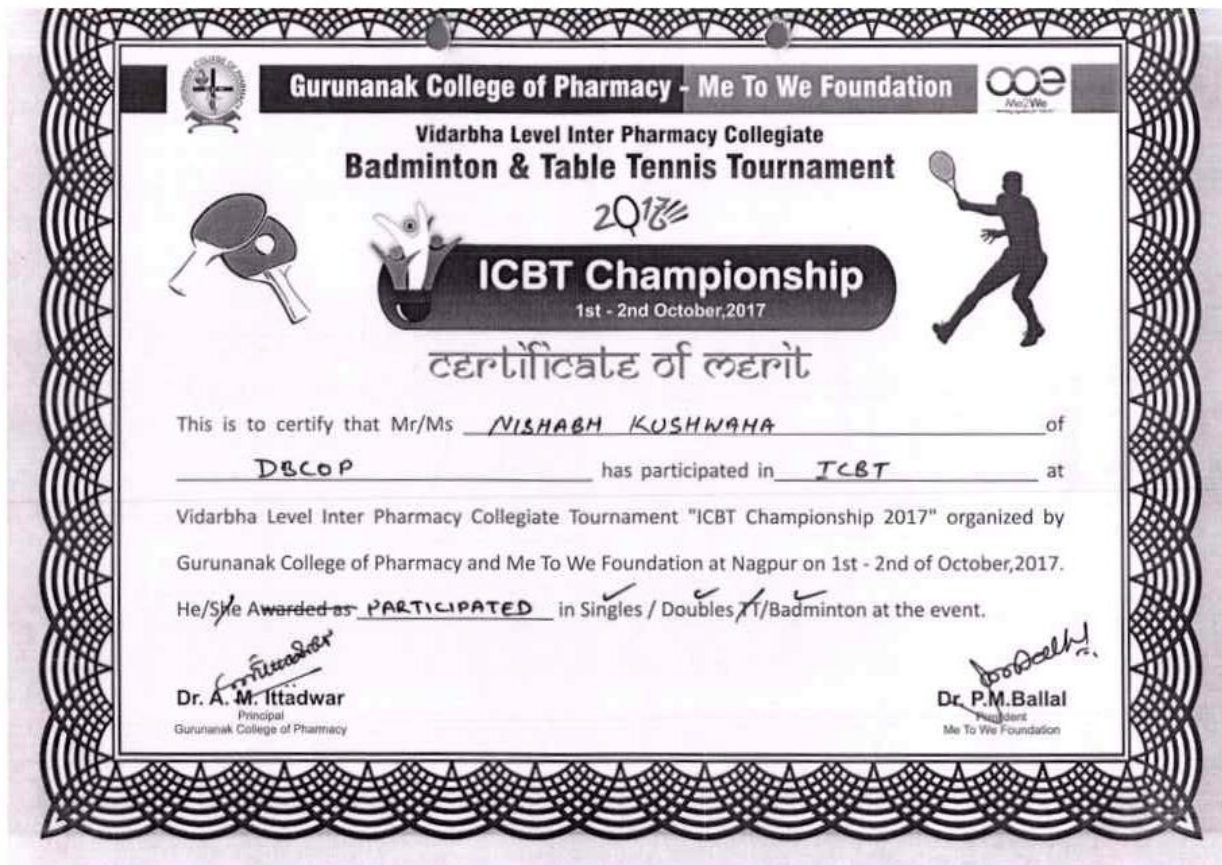 Gurunanak College of Pharmacy - Me To We Foundation
Me2We
Vidarbha Level Inter Pharmacy Collegiate
Badminton & Table Tennis Tournament
2017
ICBT Championship
1st - 2nd October,2017
certificate of merit
This is to certify that Mr/Ms NISHABH KUSHWAHA of
DBCOP has participated in ICBT at
Vidarbha Level Inter Pharmacy Collegiate Tournament "ICBT Championship 2017" organized by
Gurunanak College of Pharmacy and Me To We Foundation at Nagpur on 1st - 2nd of October,2017.
He/She Awarded as PARTICIPATED in Singles / Doubles TT/Badminton at the event.
Dr. A. M. Ittadwar
Principal
Gurunanak College of Pharmacy
Dr. P.M.Ballal
President
Me To We Foundation